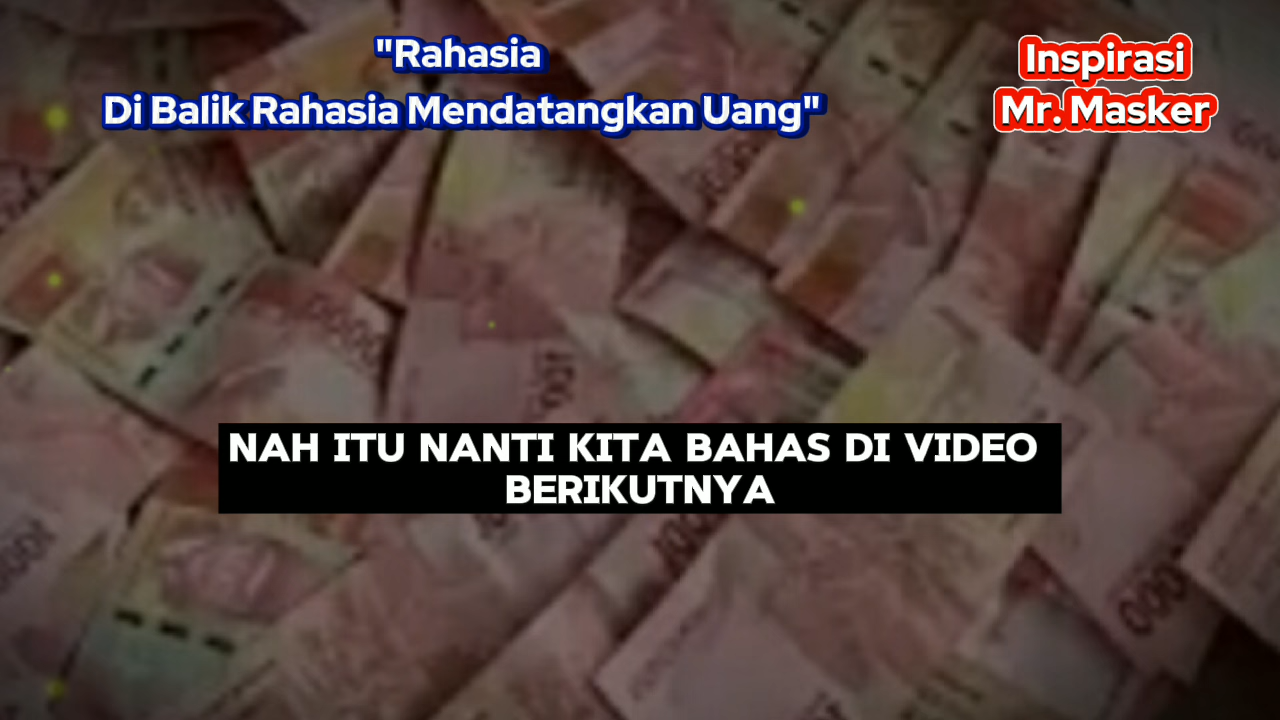 "Rahasia
Di Balik Rahasia Mendatangkan Uang"
Inspirasi
Mr. Masker
NAH ITU NANTI KITA BAHAS DI VIDEO
BERIKUTNYA